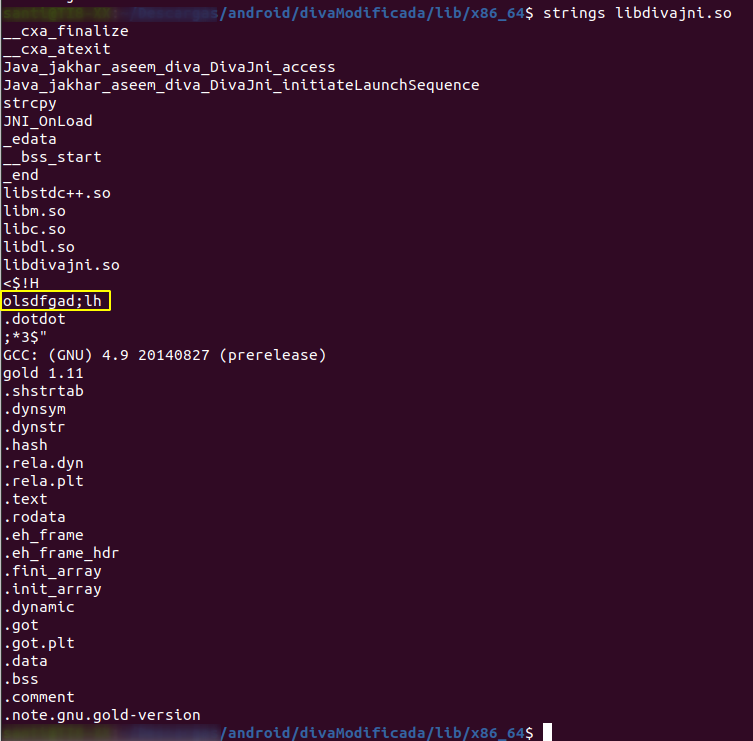 /android/divaModificada/lib/x86_64$ strings libdivajni.so
__cxa_finalize
__cxa_atexit
Java_jakhar_aseem_diva_DivaJni_access
Java_jakhar_aseem_diva_DivaJni_initiateLaunchSequence
strcpy
JNI_OnLoad
_edata
__bss_start
_end
libstdc++.so
libm.so
libc.so
libdl.so
libdivajni.so
<$!H
olsdfgad;lh
.dotdot
;*3$"
GCC: (GNU) 4.9 20140827 (prerelease)
gold 1.11
.shstrtab
.dynsym
.dynstr
.hash
.rela.dyn
.rela.plt
.text
.rodata
.eh_frame
.eh_frame_hdr
.fini_array
.init_array
.dynamic
.got
.got.plt
.data
.bss
.comment
.note.gnu.gold-version
/android/divaModificada/lib/x86_64$